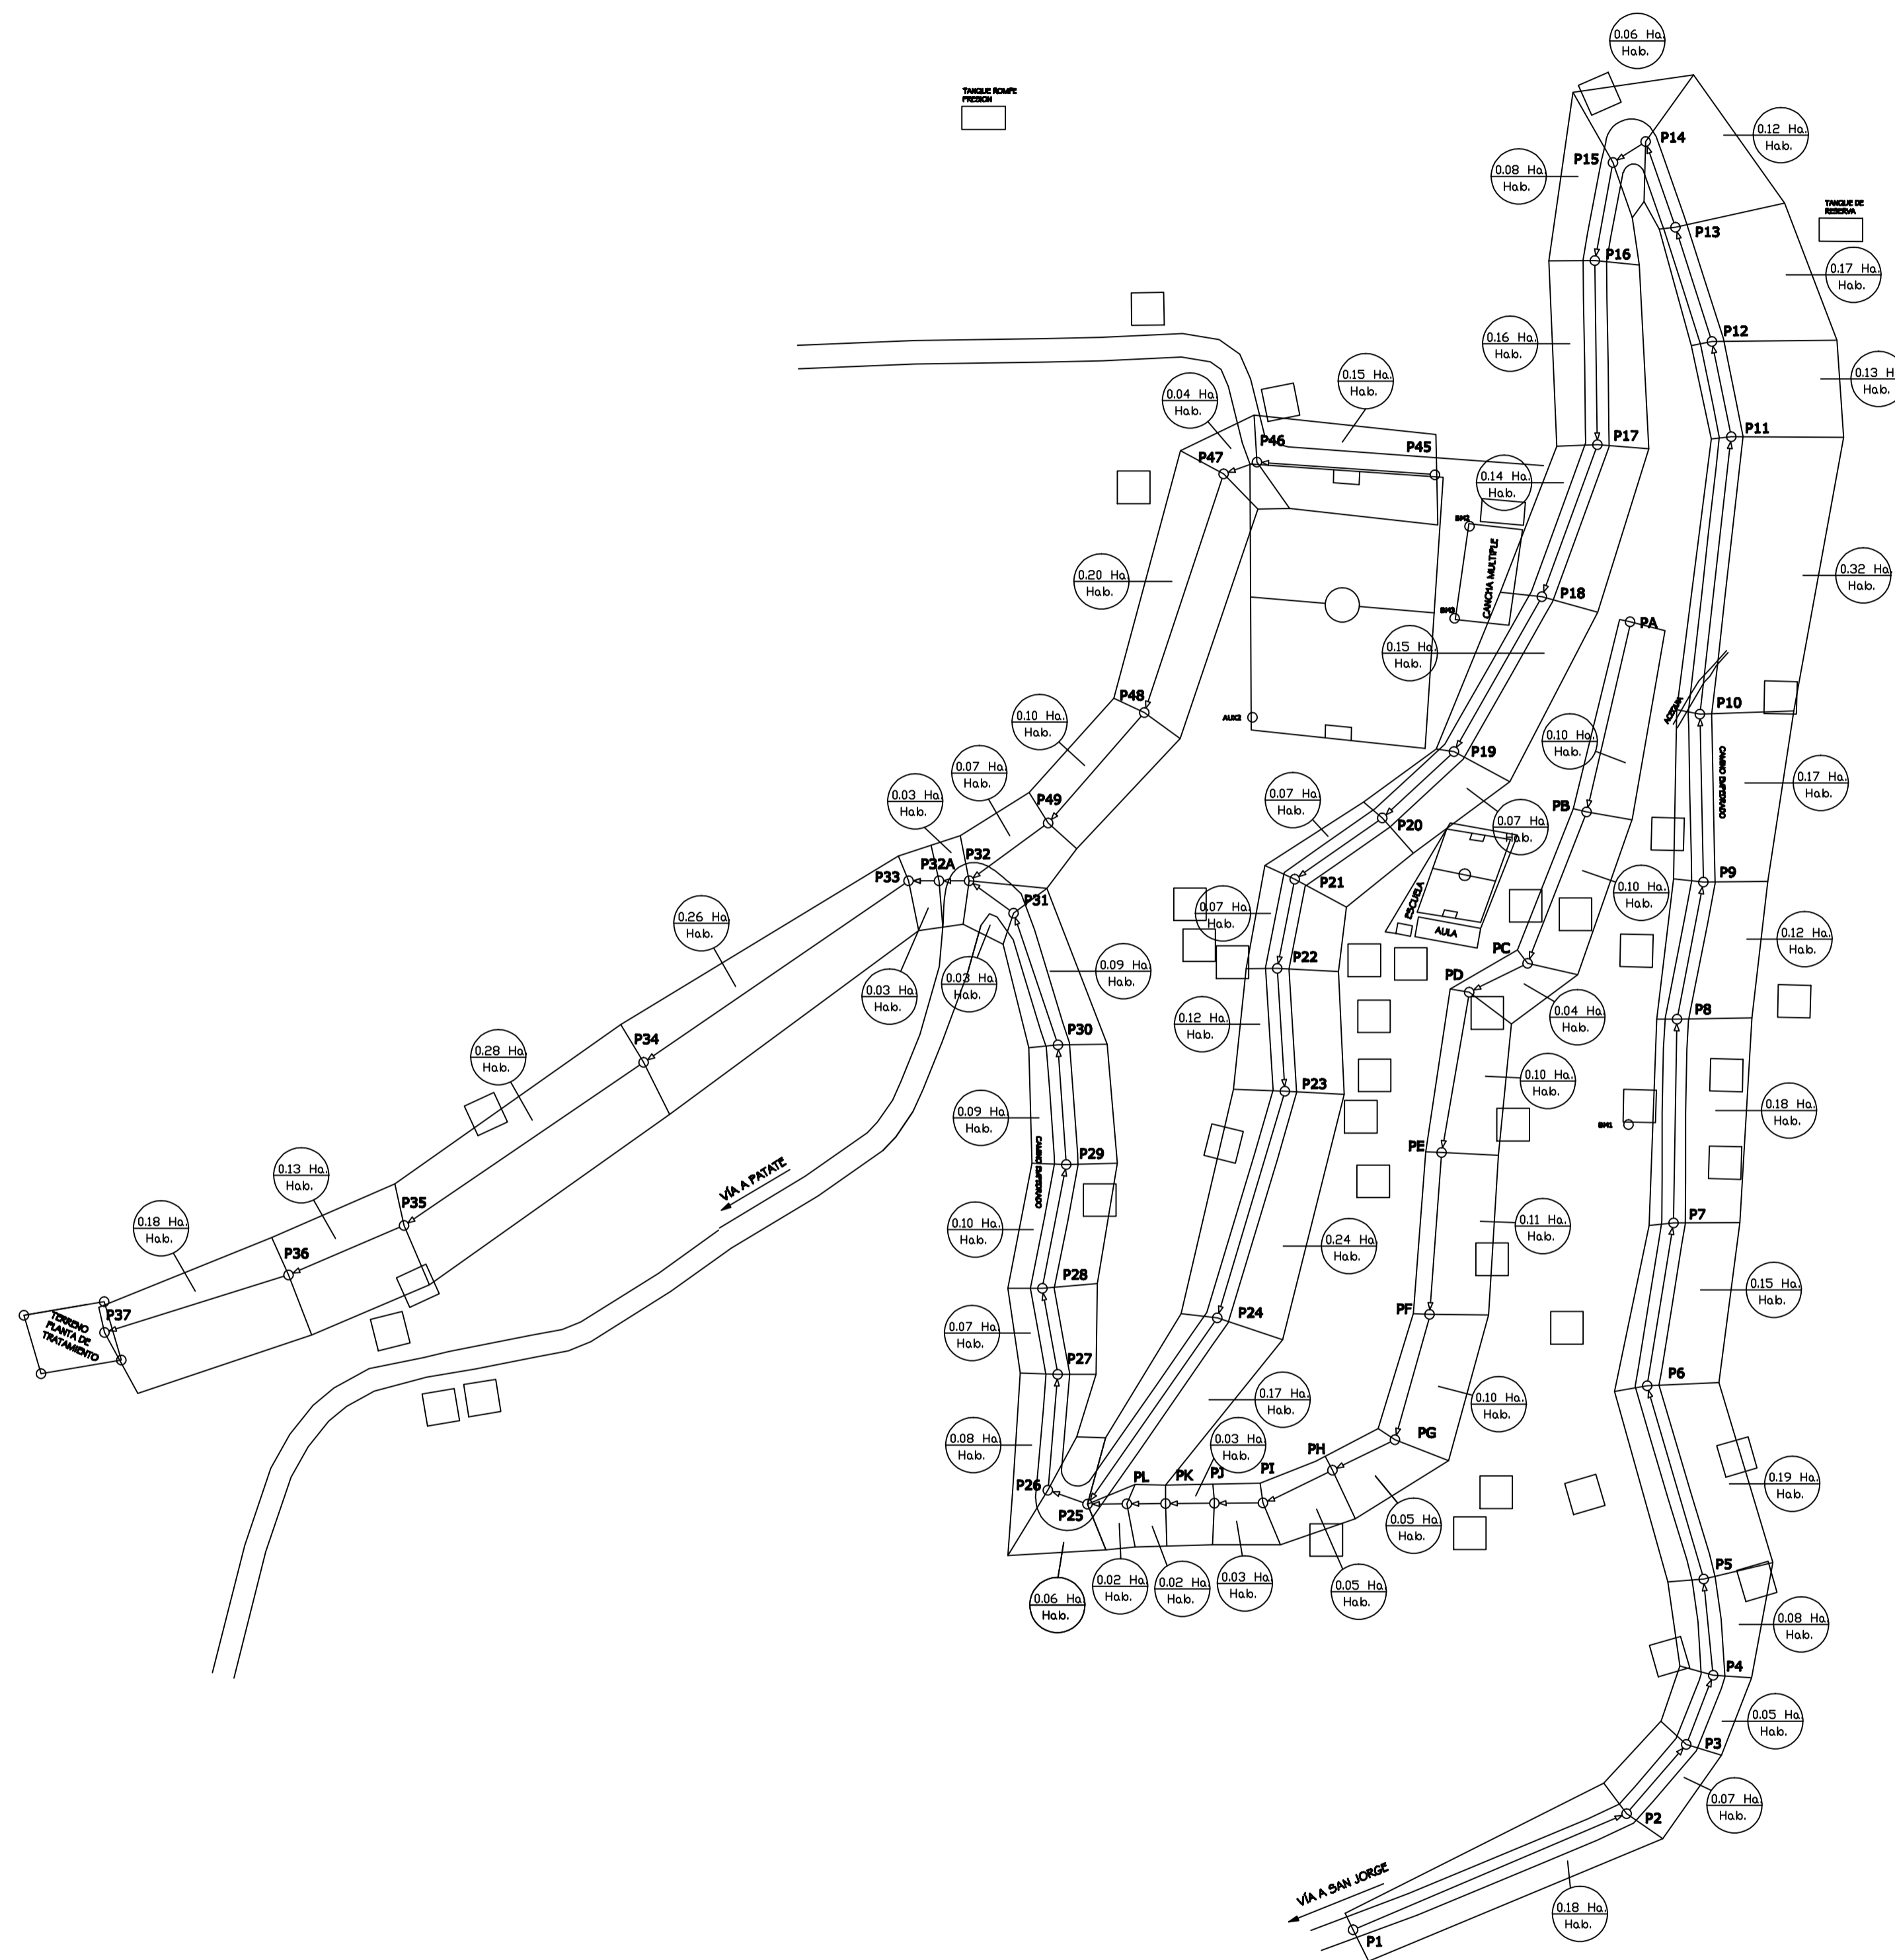 0.06 Ha.
Hab.
TANQUE ROMPE
PRESION
0.12 Ha.
Hab.
P14
P15
0.08 Ha
Hab.
TANQUE DE
RESERVA
P13
P16
0.17 Ha.
Hab.
P12
0.16 Ha.
Hab.
0.15 Ha.
Hab.
0.13 H
Hab.
0.04 Ha
Hab.
P11
P46
P45
P17
P47
0.14 Ha.
Hab.
BM2
0.20 Ha
Hab.
CANCHA MULTIPLE
0.32 Ha.
Hab.
P18
BM3
PA
0.15 Ha.
Hab.
P48
AUX2
P10
ACEQUIA
0.10 Ha.
Hab.
0.10 Ha.
Hab.
P19
CAMINO EMPEDRADO
0.07 Ha.
Hab.
0.17 Ha.
Hab.
0.03 Ha
Hab.
P49
0.07 Ha.
Hab.
PB
P20
0.07 Ha.
Hab.
P33
P32A
P32
P21
P9
0.10 Ha.
Hab.
P31
ESCUELA
0.07 Ha.
Hab.
0.26 Ha.
Hab.
AULA
0.12 Ha.
Hab.
PC
P22
0.09 Ha
Hab.
0.03 Ha
Hab.
0.03 Ha
Hab.
PD
0.04 Ha.
Hab.
P8
0.12 Ha.
Hab.
P30
P34
0.28 Ha
Hab.
0.10 Ha.
Hab.
P23
0.09 Ha
Hab.
0.18 Ha
Hab.
BM1
PE
P29
CAMINO EMPEDRADO
0.13 Ha.
Hab.
VÍA A PATATE
P35
0.18 Ha.
Hab.
0.10 Ha.
Hab.
0.11 Ha.
Hab.
P7
0.24 Ha
Hab.
P36
P28
0.15 Ha.
Hab.
PF
P24
P37
TERRENO
PLANTA DE
TRATAMIENTO
0.07 Ha
Hab.
P27
P6
0.17 Ha.
Hab.
0.10 Ha.
Hab.
0.08 Ha
Hab.
0.03 Ha.
Hab.
PG
PH
PI
PJ
PK
PL
P26
P25
0.19 Ha
Hab.
0.05 Ha
Hab.
P5
0.02 Ha
Hab.
0.02 Ha
Hab.
0.03 Ha
Hab.
0.05 Ha
Hab.
0.06 Ha
Hab.
0.08 Ha
Hab.
P4
0.05 Ha
Hab.
P3
0.07 Ha
Hab.
P2
VÍA A SAN JORGE
0.18 Ha
Hab.
P1